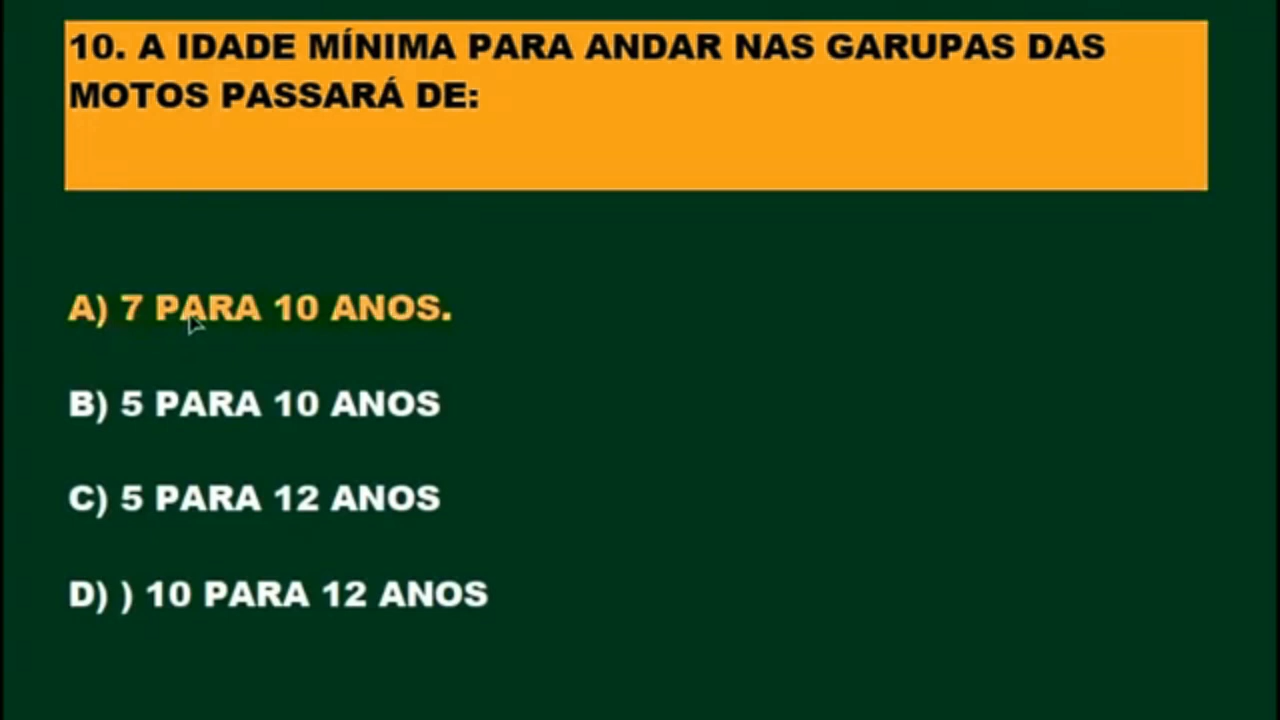 10. A IDADE MÍNIMA PARA ANDAR NAS GARUPAS DAS
MOTOS PASSARÁ DE:
A) 7 PARA 10 ANOS.
B) 5 PARA 10 ANOS
C) 5 PARA 12 ANOS
D) ) 10 PARA 12 ANOS